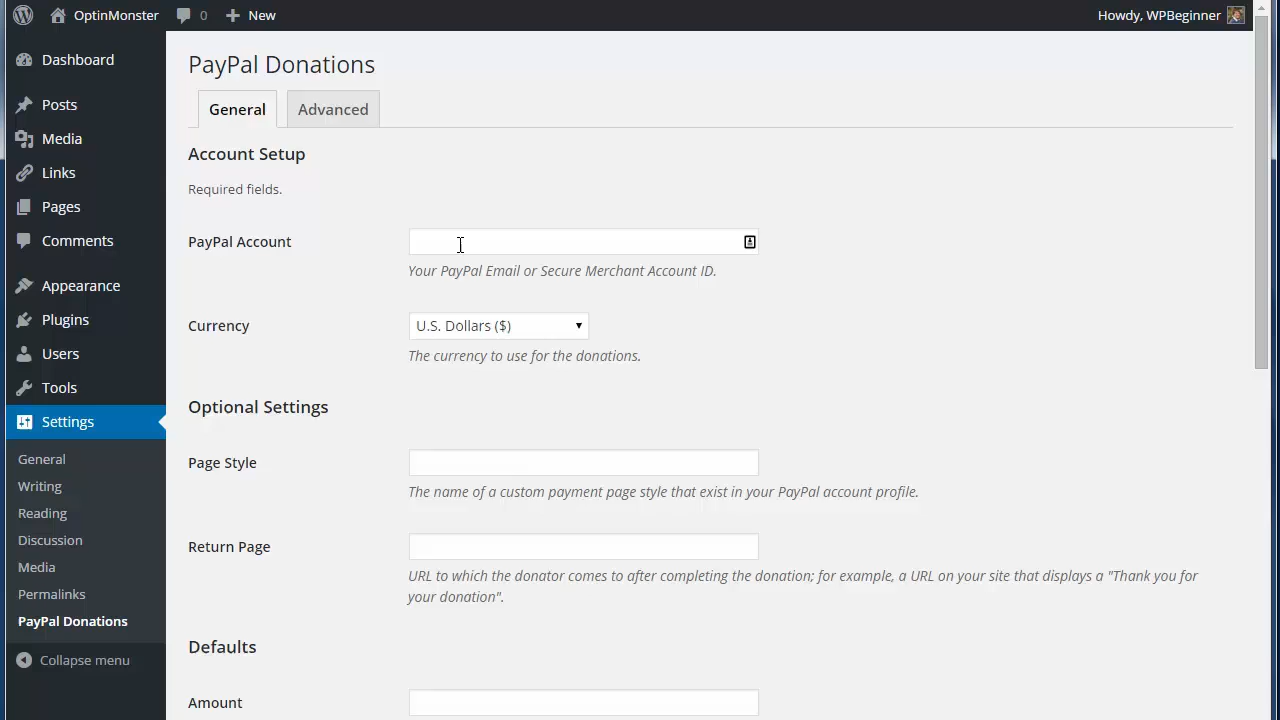 OptinMonster
0
New
Howdy, WPBeginner
Dashboard
Posts
Media
Links
Pages
Comments
Appearance
Plugins
Users
Tools
Settings
General
Writing
Reading
Discussion
Media
Permalinks
PayPal Donations
Collapse menu
PayPal Donations
General
Advanced
Account Setup
Required fields.
PayPal Account
Your PayPal Email or Secure Merchant Account ID.
Currency
U.S. Dollars ($)
The currency to use for the donations.
Optional Settings
Page Style
The name of a custom payment page style that exist in your PayPal account profile.
Return Page
URL to which the donator comes to after completing the donation; for example, a URL on your site that displays a "Thank you for
your donation".
Defaults
Amount